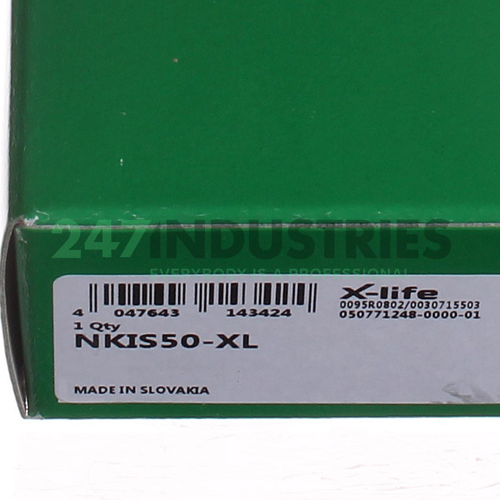 247INDUSTRIES
EVERYBODY IS A PROFESSIONAL
X-life
0095R0802/0030715503
050771248-0000-01
4 047643 143424
1 Qty
NKIS50-XL
MADE IN SLOVAKIA